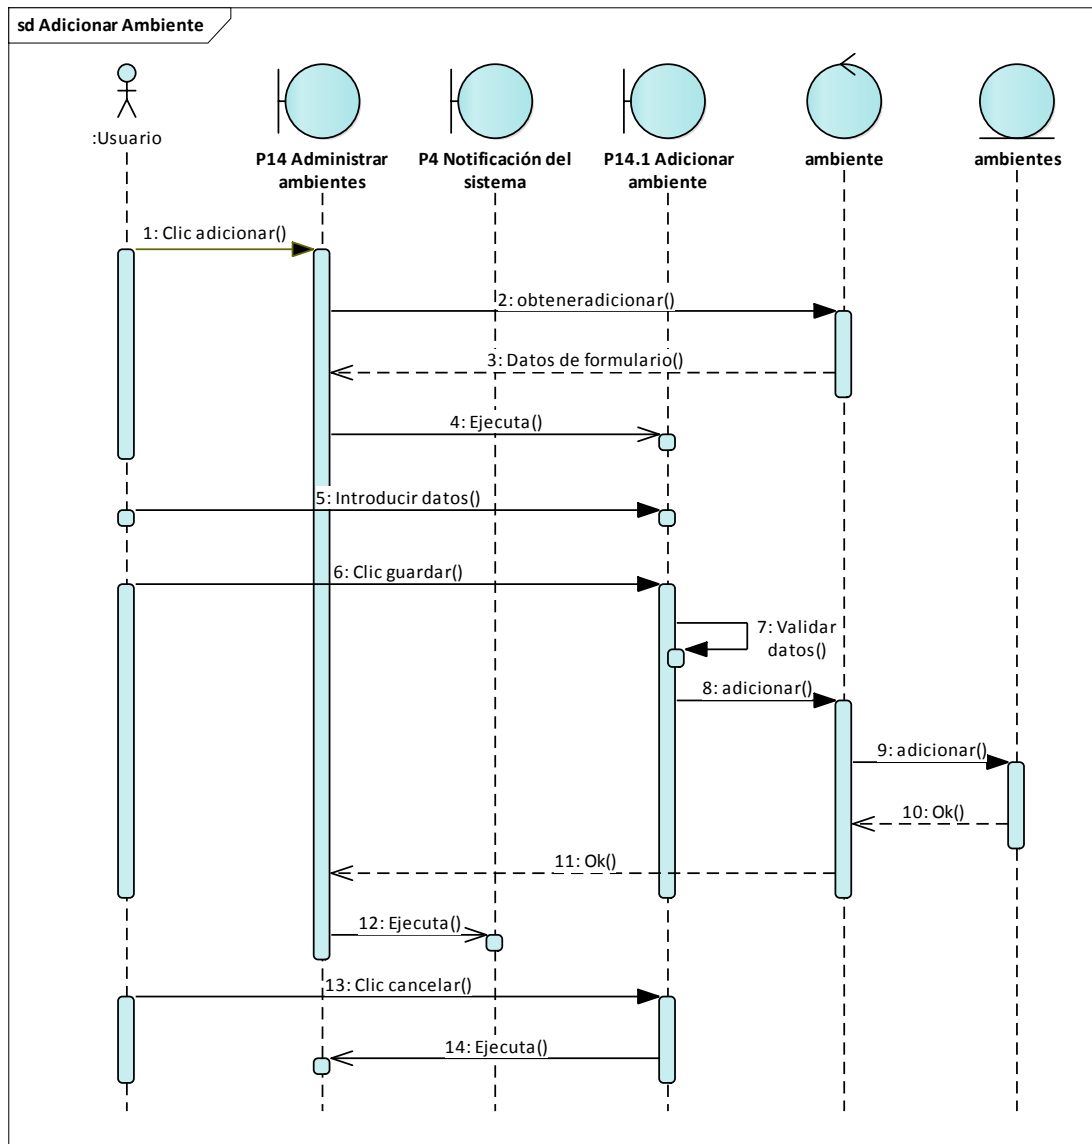 sd Adicionar Ambiente
:Usuario
P14 Administrar
ambientes
P4 Notificación del
sistema
P14.1 Adicionar
ambiente
ambiente
ambientes
1: Clic adicionar()
2: obteneradicionar()
3: Datos de formulario()
4: Ejecuta()
5: Introducir datos()
6: Clic guardar()
7: Validar
datos()
8: adicionar()
9: adicionar()
10: Ok()
11: Ok()
12: Ejecuta()
13: Clic cancelar()
14: Ejecuta()